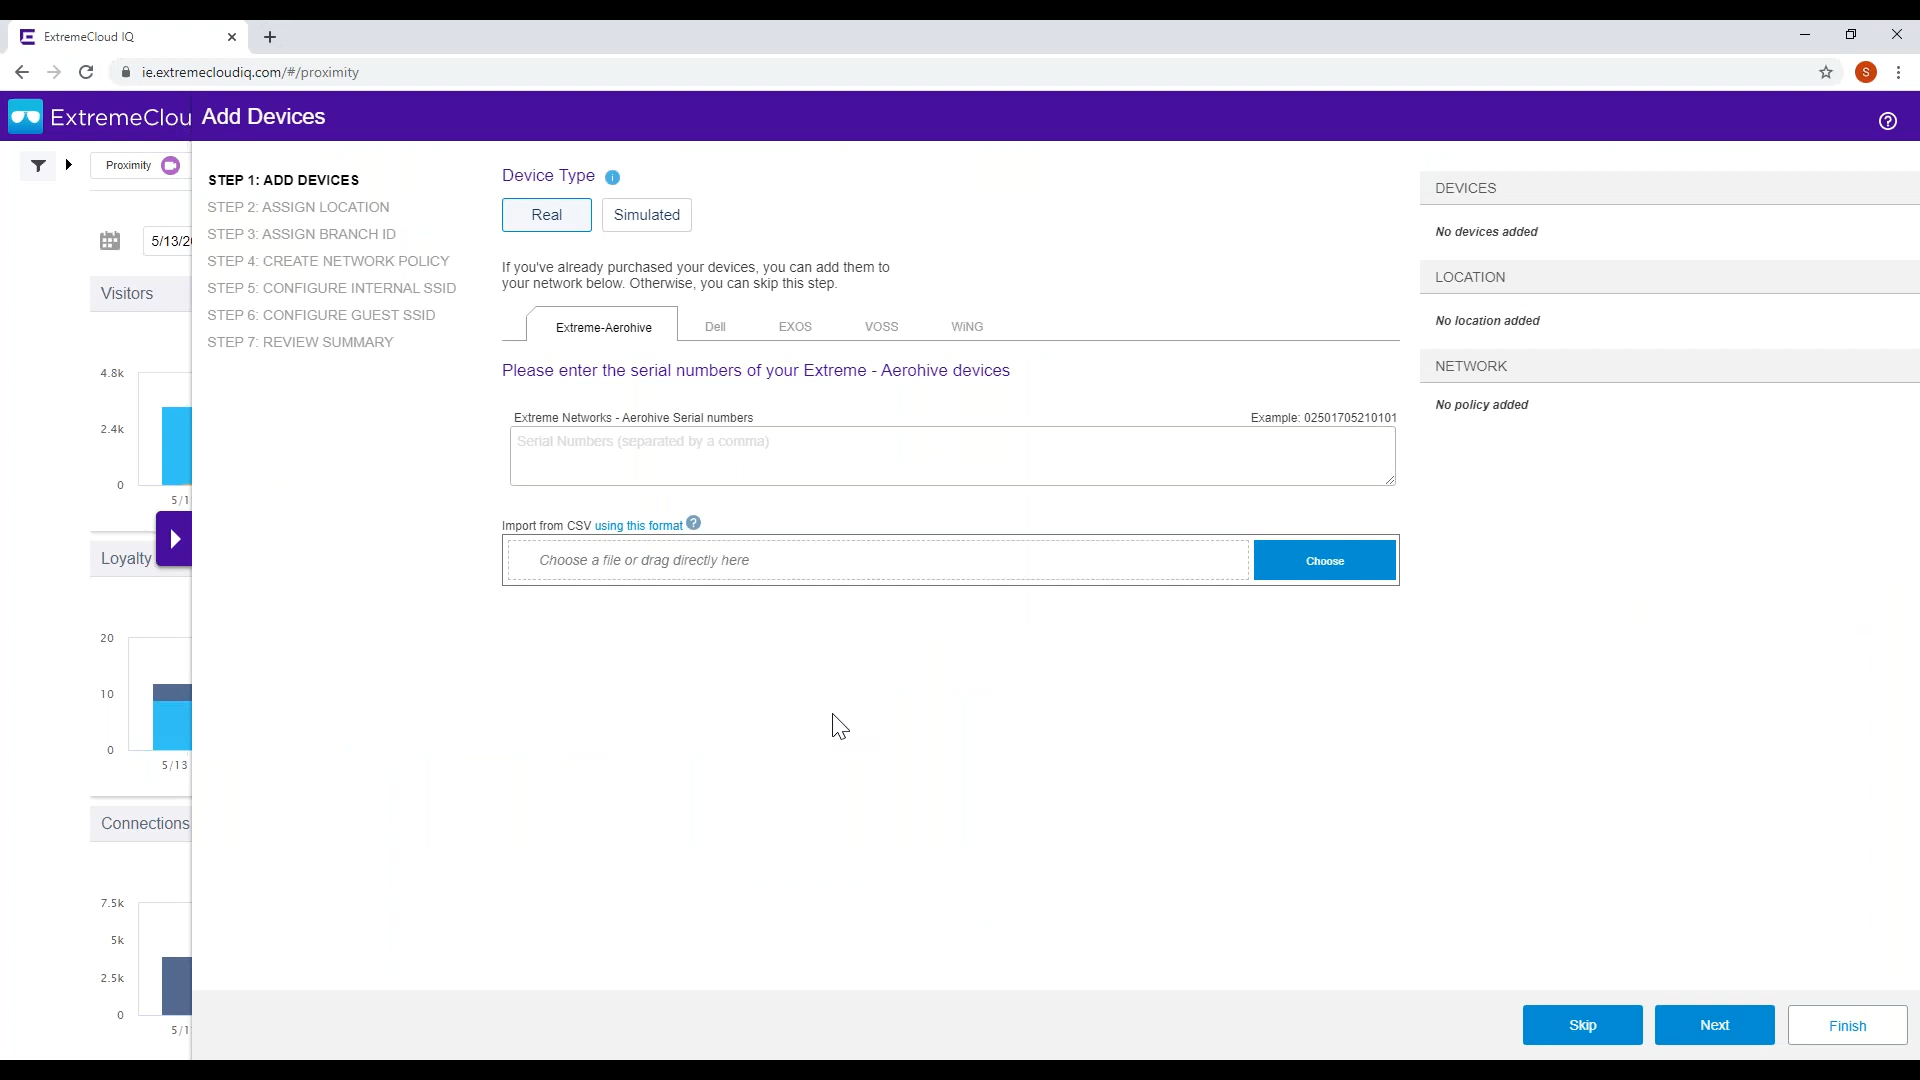 ExtremeCloud IQ
ie.extremecloudiq.com/#/proximity
S
ExtremeClou
Add Devices
Proximity
5/13/20
Visitors
4.8k
2.4k
0
5/1
Loyalty
20
10
0
5/13
Connections
7.5k
5k
2.5k
0
5/1
STEP 1: ADD DEVICES
STEP 2: ASSIGN LOCATION
STEP 3: ASSIGN BRANCH ID
STEP 4: CREATE NETWORK POLICY
STEP 5: CONFIGURE INTERNAL SSID
STEP 6: CONFIGURE GUEST SSID
STEP 7: REVIEW SUMMARY
Device Type
Real
Simulated
If you've already purchased your devices, you can add them to
your network below. Otherwise, you can skip this step.
Extreme-Aerohive
Dell
EXOS
VOSS
WiNG
Please enter the serial numbers of your Extreme - Aerohive devices
Extreme Networks - Aerohive Serial numbers
Example: 02501705210101
Serial Numbers (separated by a comma)
Import from CSV using this format
Choose a file or drag directly here
Choose
DEVICES
No devices added
LOCATION
No location added
NETWORK
No policy added
Skip
Next
Finish